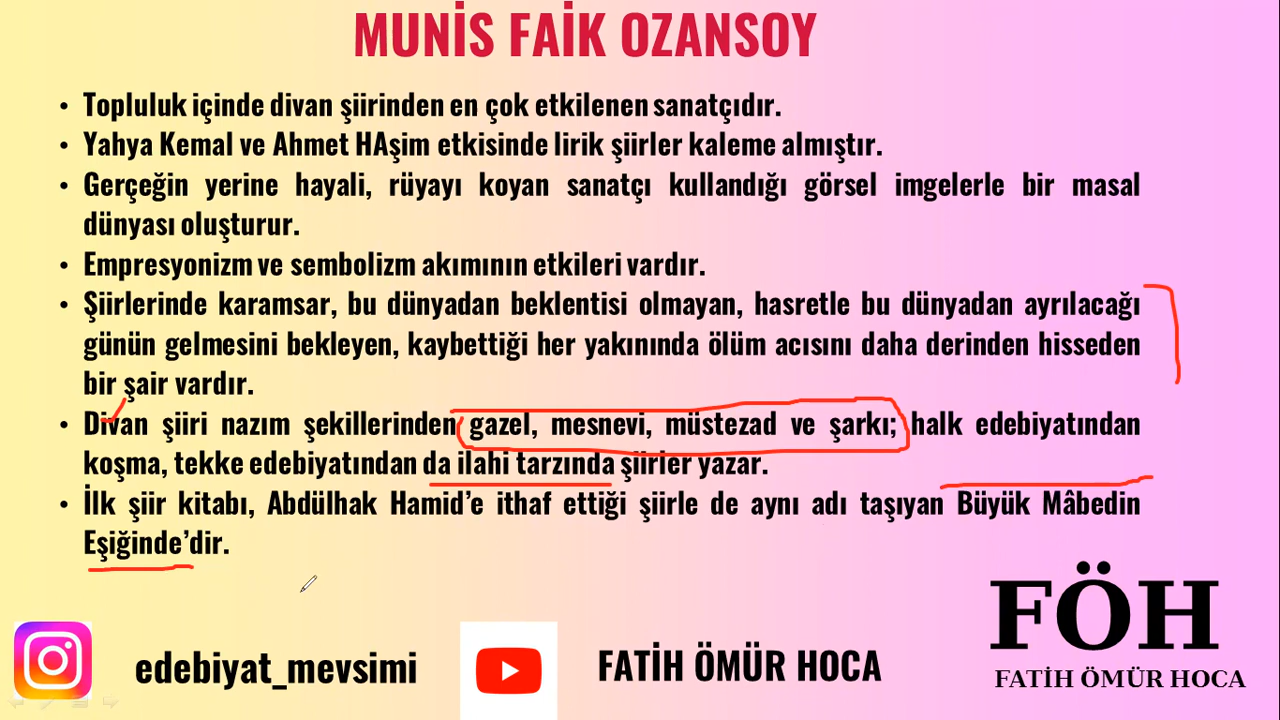 MUNİS FAİK OZANSOY
• Topluluk içinde divan şiirinden en çok etkilenen sanatçıdır.
• Yahya Kemal ve Ahmet HAşim etkisinde lirik şiirler kaleme almıştır.
• Gerçeğin yerine hayali, rüyayı koyan sanatçı kullandığı görsel imgelerle bir masal
dünyası oluşturur.
• Empresyonizm ve sembolizm akımının etkileri vardır.
• Şiirlerinde karamsar, bu dünyadan beklentisi olmayan, hasretle bu dünyadan ayrılacağı
günün gelmesini bekleyen, kaybettiği her yakınında ölüm acısını daha derinden hisseden
bir şair vardır.
• Divan şiiri nazım şekillerinden gazel, mesnevi, müstezad ve şarkı; halk edebiyatından
koşma, tekke edebiyatından da ilahi tarzında şiirler yazar.
• İlk şiir kitabı, Abdülhak Hamid’e ithaf ettiği şiirle de aynı adı taşıyan Büyük Mâbedin
Eşiğinde’dir.
edebiyat_mevsimi
FATİH ÖMÜR HOCA
FÖH
FATİH ÖMÜR HOCA